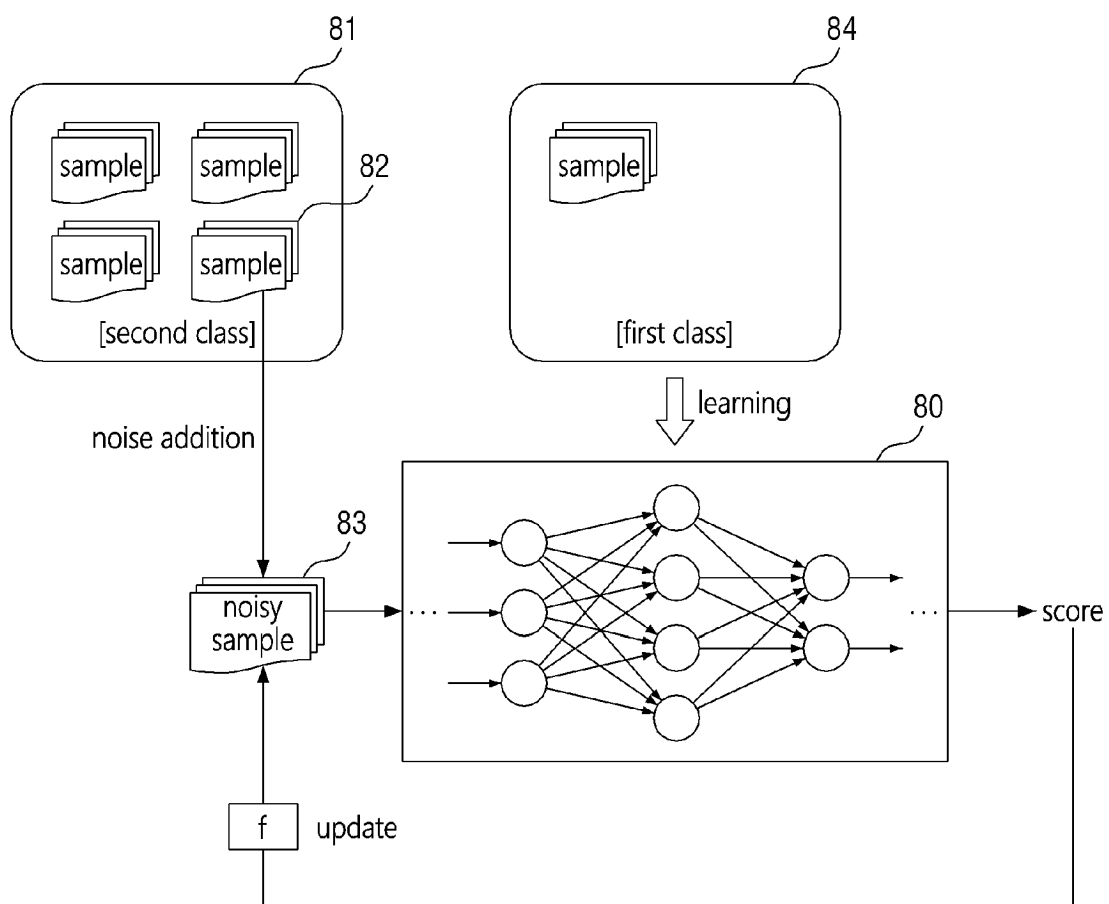 81
84
sample
sample
sample
82
sample
sample
[second class]
[first class]
learning
80
noise addition
83
noisy
sample
...
...
score
f
update